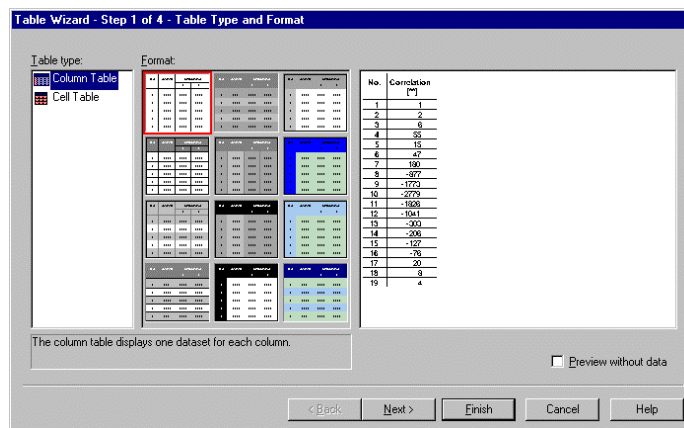 Table Wizard - Step 1 of 4 - Table Type and Format
Table type:
Column Table
Cell Table
Format:
No. Correlation
[**]
1 1
2 2
3 6
4 55
5 15
6 47
7 180
8 -877
9 -1773
10 -2779
11 -1826
12 -1041
13 -303
14 -206
15 -127
16 -76
17 20
18 8
19 4
The column table displays one dataset for each column.
Preview without data
< Back
Next >
Finish
Cancel
Help